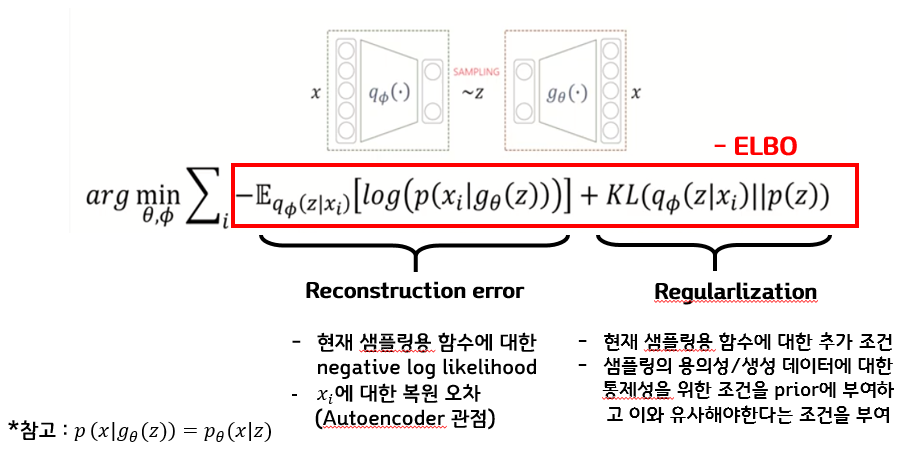 x q_ϕ(·) SAMPLING ~z g_θ(·) x
- ELBO
arg min_{θ,ϕ} ∑_i −𝔼_{q_ϕ(z|x_i)}[log(p(x_i|g_θ(z)))] + KL(q_ϕ(z|x_i)||p(z))
Reconstruction error
- 현재 샘플링용 함수에 대한
negative log likelihood
- x_i에 대한 복원 오차
(Autoencoder 관점)
Regularlization
- 현재 샘플링용 함수에 대한 추가 조건
- 샘플링의 용의성/생성 데이터에 대한
통제성을 위한 조건을 prior에 부여하
고 이와 유사해야한다는 조건을 부여
*참고 : p(x|g_θ(z)) = p_θ(x|z)